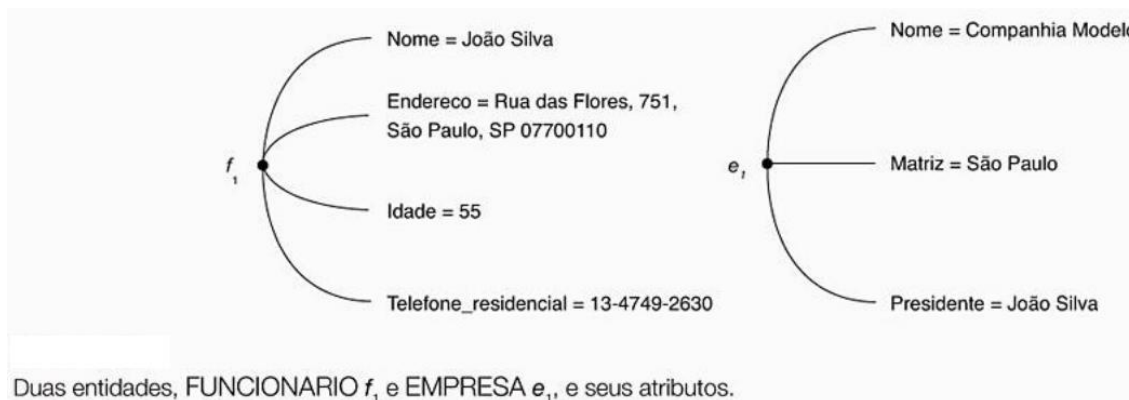 Nome = João Silva
Endereco = Rua das Flores, 751,
São Paulo, SP 07700110
f₁
Idade = 55
Telefone_residencial = 13-4749-2630
Nome = Companhia Modelo
e₁
Matriz = São Paulo
Presidente = João Silva
Duas entidades, FUNCIONARIO f₁ e EMPRESA e₁, e seus atributos.